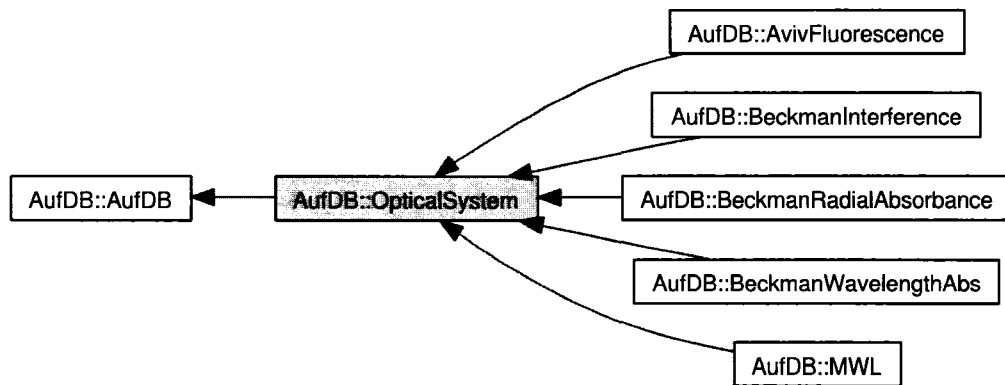 AufDB::AvivFluorescence
AufDB::BeckmanInterference
AufDB::AufDB
AufDB::OpticalSystem
AufDB::BeckmanRadialAbsorbance
AufDB::BeckmanWavelengthAbs
AufDB::MWL